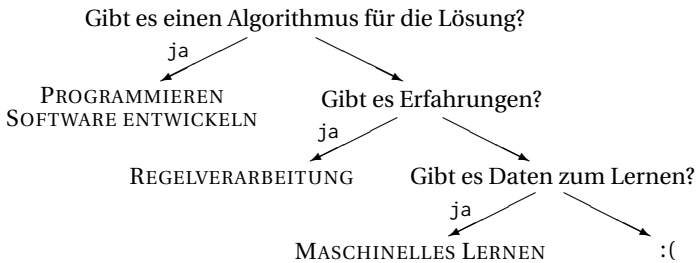 Gibt es einen Algorithmus für die Lösung?
ja
PROGRAMMIEREN
SOFTWARE ENTWICKELN
Gibt es Erfahrungen?
ja
REGELVERARBEITUNG
Gibt es Daten zum Lernen?
ja
MASCHINELLES LERNEN
:(